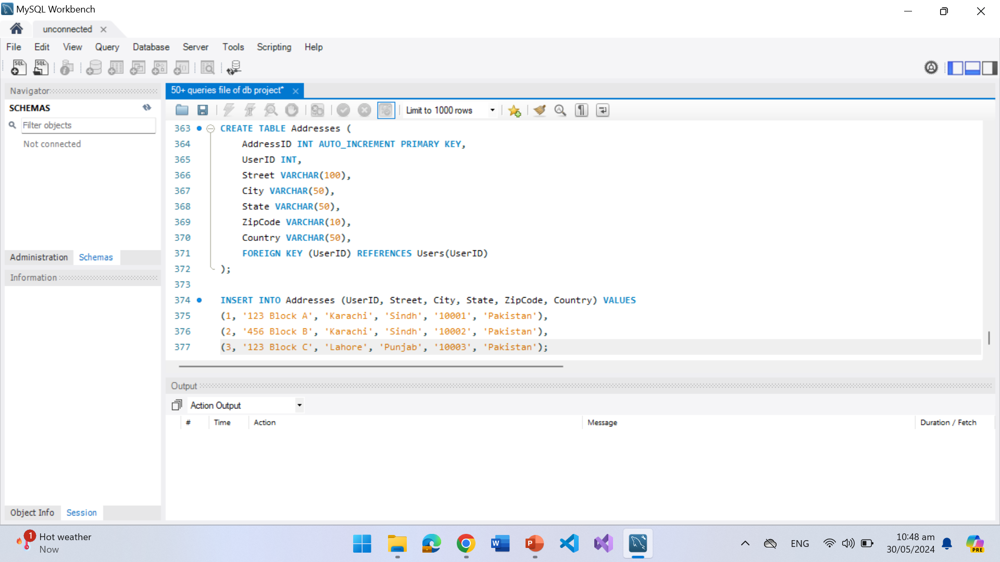 MySQL Workbench
unconnected
File Edit View Query Database Server Tools Scripting Help
SQL SQL
Navigator
SCHEMAS
Filter objects
Not connected
Administration Schemas
Information
Object Info Session
50+ queries file of db project*
Limit to 1000 rows
363 CREATE TABLE Addresses (
364 AddressID INT AUTO_INCREMENT PRIMARY KEY,
365 UserID INT,
366 Street VARCHAR(100),
367 City VARCHAR(50),
368 State VARCHAR(50),
369 ZipCode VARCHAR(10),
370 Country VARCHAR(50),
371 FOREIGN KEY (UserID) REFERENCES Users(UserID)
372 );
373
374 INSERT INTO Addresses (UserID, Street, City, State, ZipCode, Country) VALUES
375 (1, '123 Block A', 'Karachi', 'Sindh', '10001', 'Pakistan'),
376 (2, '456 Block B', 'Karachi', 'Sindh', '10002', 'Pakistan'),
377 (3, '123 Block C', 'Lahore', 'Punjab', '10003', 'Pakistan');
Output
Action Output
# Time Action Message Duration / Fetch
1 Hot weather
Now
W P
ENG
10:48 am
30/05/2024
PRE